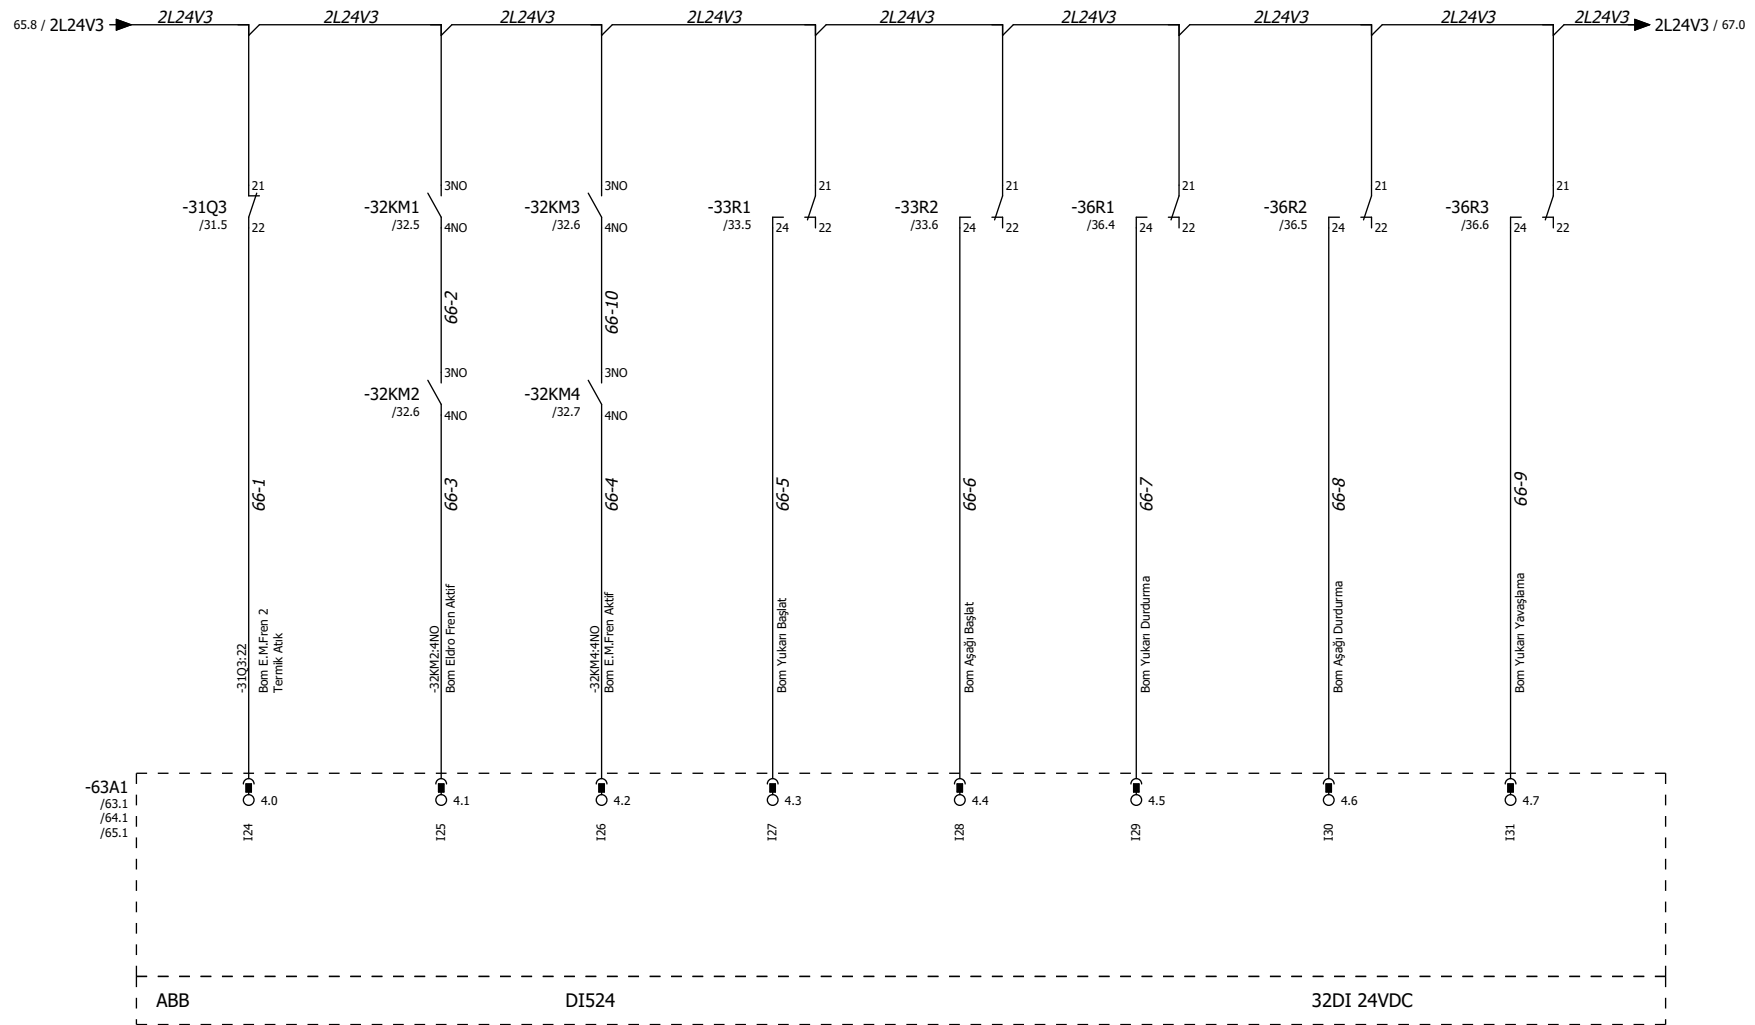 65.8 / 2L24V3
2L24V3 2L24V3 2L24V3 2L24V3 2L24V3 2L24V3 2L24V3 2L24V3 2L24V3
2L24V3 / 67.0
-31Q3
/31.5
21
22
-32KM1
/32.5
3NO
4NO
-32KM3
/32.6
3NO
4NO
-33R1
/33.5
21
24
22
-33R2
/33.6
21
24
22
-36R1
/36.4
21
24
22
-36R2
/36.5
21
24
22
-36R3
/36.6
21
24
22
66-2
66-10
-32KM2
/32.6
3NO
4NO
-32KM4
/32.7
3NO
4NO
66-1
66-3
66-4
66-5
66-6
66-7
66-8
66-9
-31Q3:22
Bom E.M.Fren 2
Termik Atık
-32KM2:4NO
Bom Eldro Fren Aktif
-32KM4:4NO
Bom E.M.Fren Aktif
Bom Yukarı Başlat
Bom Aşağı Başlat
Bom Yukarı Durdurma
Bom Aşağı Durdurma
Bom Yukarı Yavaşlama
-63A1
/63.1
/64.1
/65.1
4.0 4.1 4.2 4.3 4.4 4.5 4.6 4.7
I24 I25 I26 I27 I28 I29 I30 I31
ABB DI524 32DI 24VDC